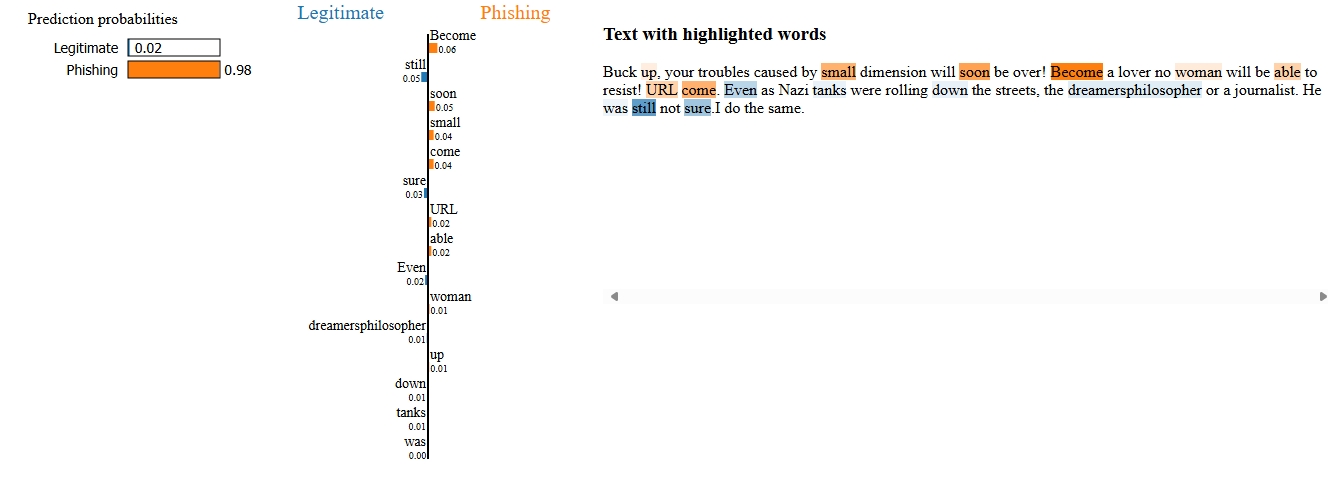 Prediction probabilities
Legitimate 0.02
Phishing 0.98
Legitimate Phishing
Become
0.06
still
0.05
soon
0.05
small
0.04
come
0.04
sure
0.03
URL
0.02
able
0.02
Even
0.02
woman
0.01
dreamersphilosopher
0.01
up
0.01
down
0.01
tanks
0.01
was
0.00
Text with highlighted words
Buck up, your troubles caused by small dimension will soon be over! Become a lover no woman will be able to
resist! URL come. Even as Nazi tanks were rolling down the streets, the dreamersphilosopher or a journalist. He
was still not sure.I do the same.